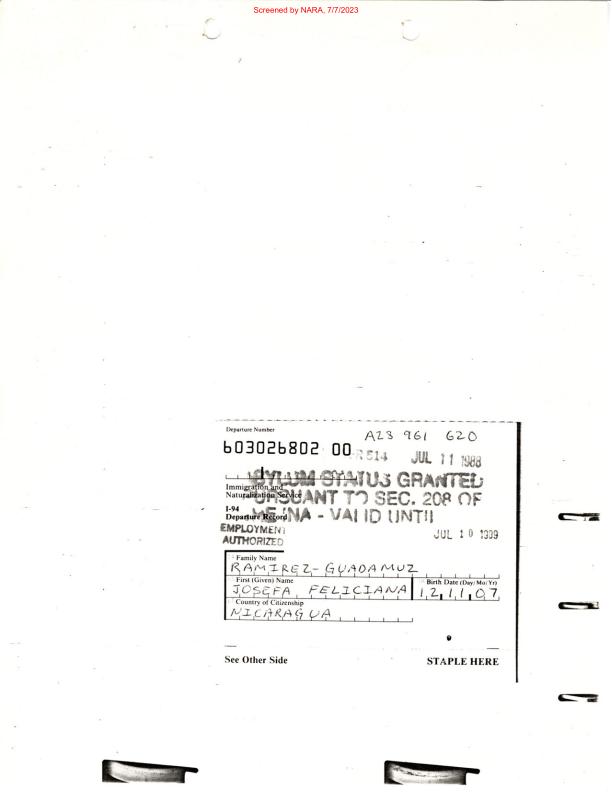 Screened by NARA, 7/7/2023
Departure Number
A23 961 620
603026802 00
R 514 JUL 11 1988
ASYLUM STATUS GRANTED
Immigration and
Naturalization Service
PURSUANT TO SEC. 208 OF
I-94
Departure Record
THE INA - VALID UNTIL
EMPLOYMENT
AUTHORIZED
JUL 10 1989
Family Name
RAMIREZ-GUADAMUZ
First (Given) Name
Birth Date (Day/Mo/Yr)
JOSEFA FELICIANA
12 11 07
Country of Citizenship
NICARAGUA
See Other Side
STAPLE HERE